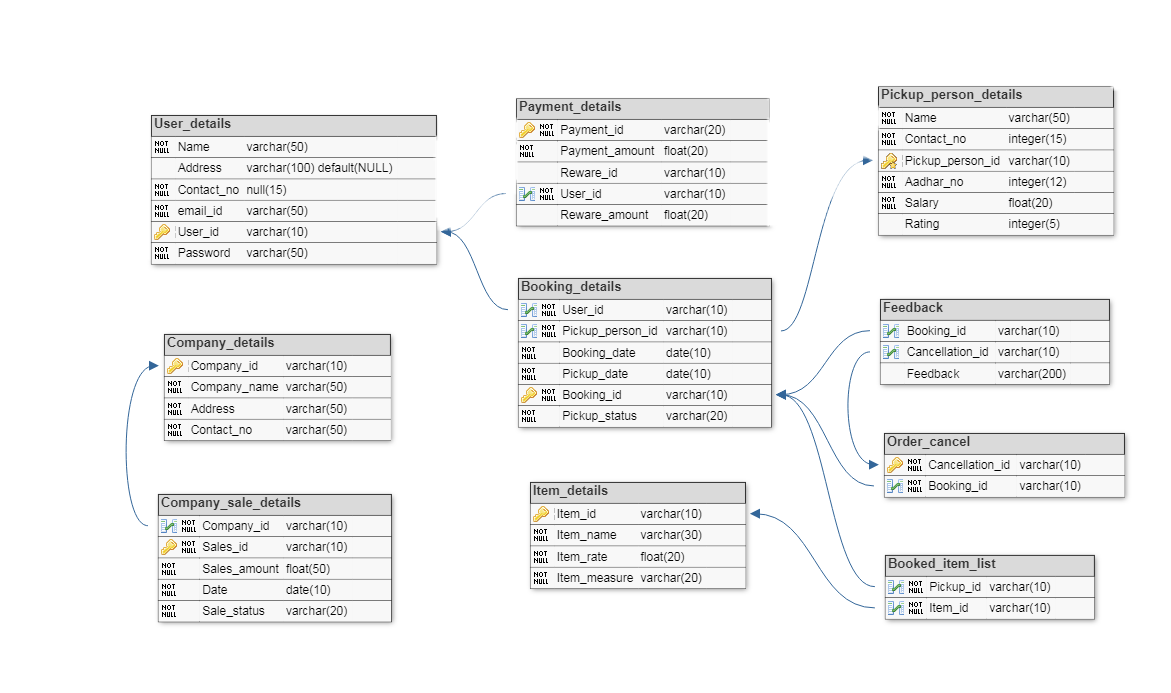 User_details
NOT NULL Name varchar(50)
Address varchar(100) default(NULL)
NOT NULL Contact_no null(15)
NOT NULL email_id varchar(50)
User_id varchar(10)
NOT NULL Password varchar(50)
Payment_details
NOT NULL Payment_id varchar(20)
NOT NULL Payment_amount float(20)
Reware_id varchar(10)
NOT NULL User_id varchar(10)
Reware_amount float(20)
Pickup_person_details
NOT NULL Name varchar(50)
NOT NULL Contact_no integer(15)
Pickup_person_id varchar(10)
NOT NULL Aadhar_no integer(12)
NOT NULL Salary float(20)
Rating integer(5)
Booking_details
NOT NULL User_id varchar(10)
NOT NULL Pickup_person_id varchar(10)
NOT NULL Booking_date date(10)
NOT NULL Pickup_date date(10)
NOT NULL Booking_id varchar(10)
NOT NULL Pickup_status varchar(20)
Feedback
Booking_id varchar(10)
Cancellation_id varchar(10)
Feedback varchar(200)
Company_details
Company_id varchar(10)
NOT NULL Company_name varchar(50)
NOT NULL Address varchar(50)
NOT NULL Contact_no varchar(50)
Order_cancel
NOT NULL Cancellation_id varchar(10)
NOT NULL Booking_id varchar(10)
Company_sale_details
NOT NULL Company_id varchar(10)
NOT NULL Sales_id varchar(10)
NOT NULL Sales_amount float(50)
NOT NULL Date date(10)
NOT NULL Sale_status varchar(20)
Item_details
Item_id varchar(10)
NOT NULL Item_name varchar(30)
NOT NULL Item_rate float(20)
NOT NULL Item_measure varchar(20)
Booked_item_list
NOT NULL Pickup_id varchar(10)
NOT NULL Item_id varchar(10)